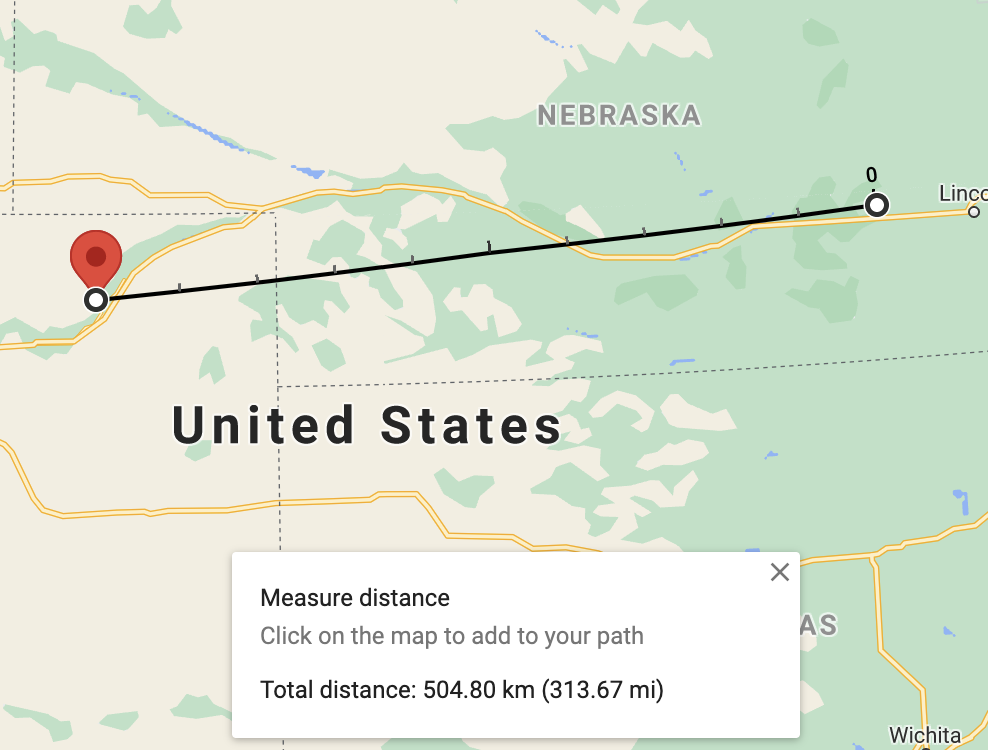 NEBRASKA
0
Linco
United States
Measure distance
Click on the map to add to your path
AS
Total distance: 504.80 km (313.67 mi)
Wichita